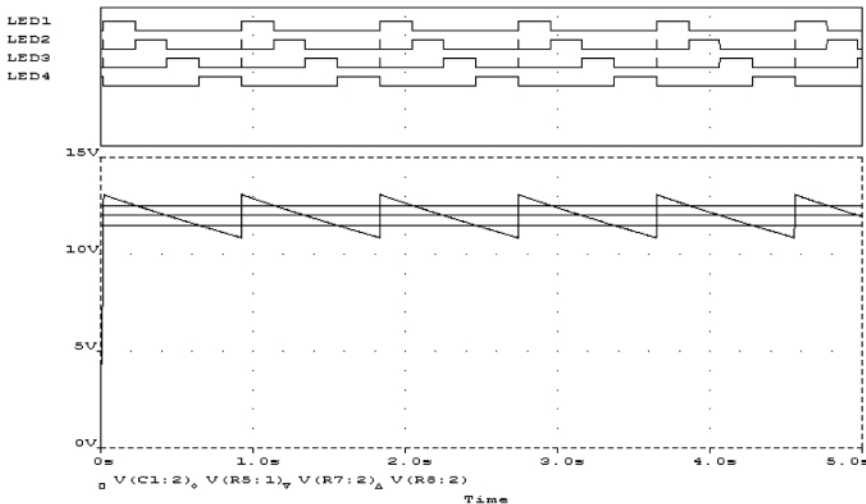 LED1
LED2
LED3
LED4
15V
10V
5V
0V
0s 1.0s 2.0s 3.0s 4.0s 5.0s
V(C1:2) V(R5:1) V(R7:2) V(R8:2)
Time